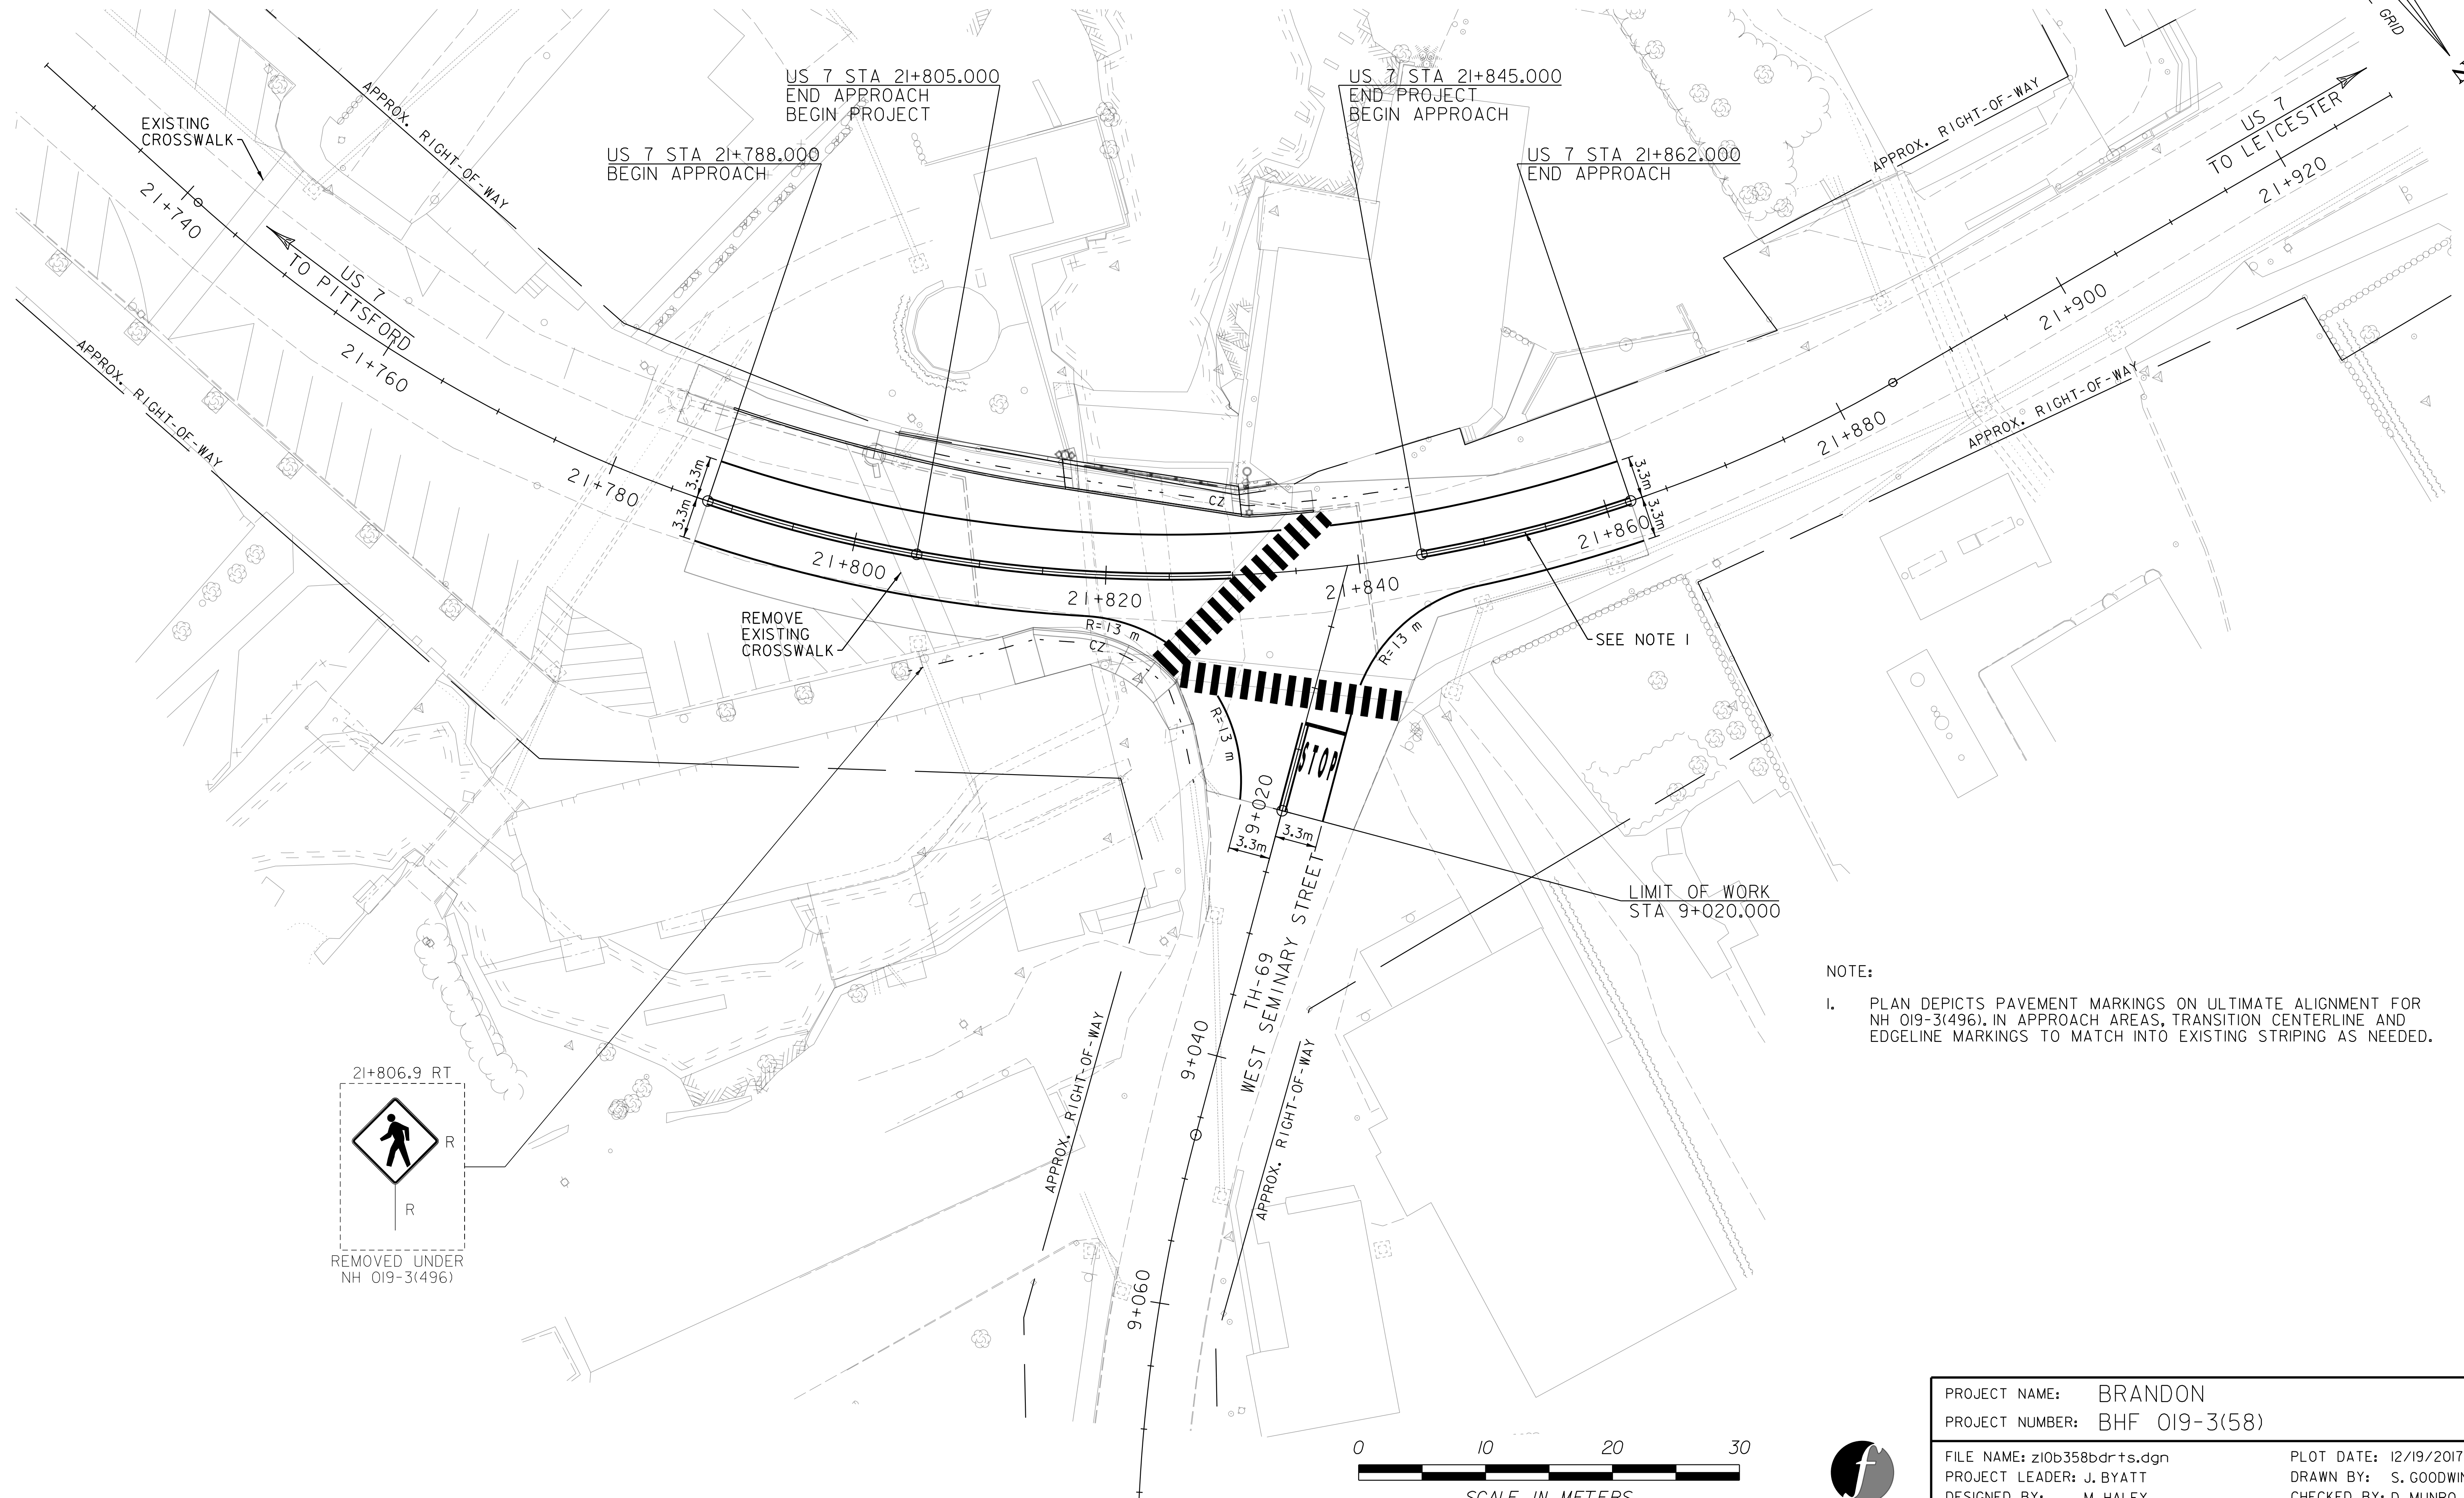 GRID
US 7 STA 21+805.000
END APPROACH
BEGIN PROJECT
US 7 STA 21+845.000
END PROJECT
BEGIN APPROACH
EXISTING
CROSSWALK
APPROX. RIGHT-OF-WAY
US 7 STA 21+788.000
BEGIN APPROACH
US 7 STA 21+862.000
END APPROACH
APPROX. RIGHT-OF-WAY
US 7
TO LEICESTER
21+920
21+740
US 7
TO PITTSFORD
21+760
21+900
APPROX. RIGHT-OF-WAY
APPROX. RIGHT-OF-WAY
21+880
21+780
3.3m
3.3m
3.3m
3.3m
CZ
21+800
21+820
21+840
21+860
REMOVE
EXISTING
CROSSWALK
R=13 m
CZ
R=13 m
SEE NOTE 1
R=13 m
STOP
9+020
3.3m
3.3m
LIMIT OF WORK
STA 9+020.000
TH-69
WEST SEMINARY STREET
9+040
APPROX. RIGHT-OF-WAY
APPROX. RIGHT-OF-WAY
9+060
NOTE:
1. PLAN DEPICTS PAVEMENT MARKINGS ON ULTIMATE ALIGNMENT FOR
NH 019-3(496). IN APPROACH AREAS, TRANSITION CENTERLINE AND
EDGELINE MARKINGS TO MATCH INTO EXISTING STRIPING AS NEEDED.
21+806.9 RT
R
R
REMOVED UNDER
NH 019-3(496)
0 10 20 30
SCALE IN METERS
f
PROJECT NAME: BRANDON
PROJECT NUMBER: BHF 019-3(58)
FILE NAME: z10b358bdrts.dgn
PROJECT LEADER: J. BYATT
DESIGNED BY: M. HALEY
PLOT DATE: 12/19/2017
DRAWN BY: S. GOODWIN
CHECKED BY: D. MUNRO